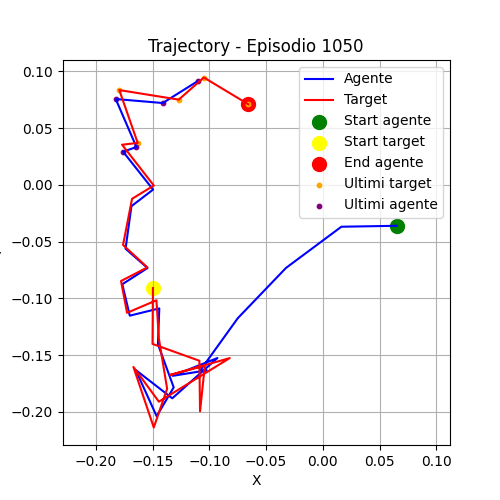 Trajectory - Episodio 1050
Agente
Target
Start agente
Start target
End agente
Ultimi target
Ultimi agente
0.10
0.05
0.00
−0.05
−0.10
−0.15
−0.20
−0.20 −0.15 −0.10 −0.05 0.00 0.05 0.10
X